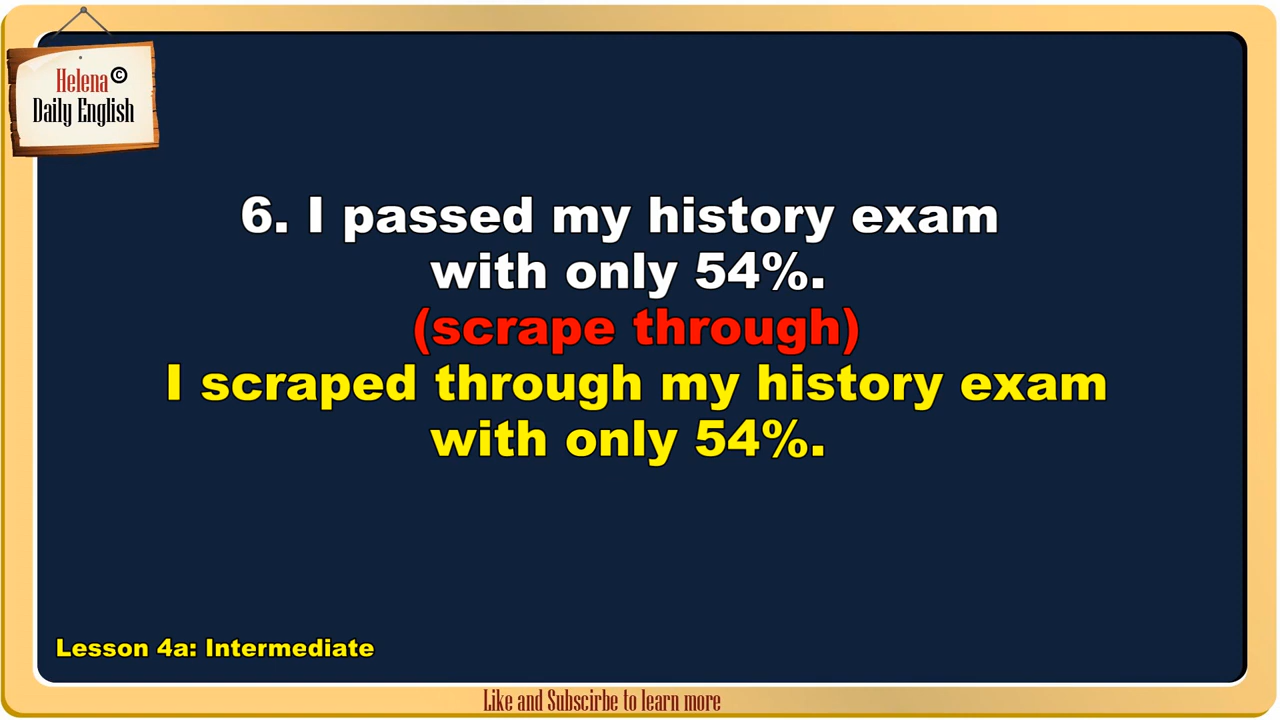 Helena©
Daily English
6. I passed my history exam
with only 54%.
(scrape through)
I scraped through my history exam
with only 54%.
Lesson 4a: Intermediate
Like and Subscirbe to learn more